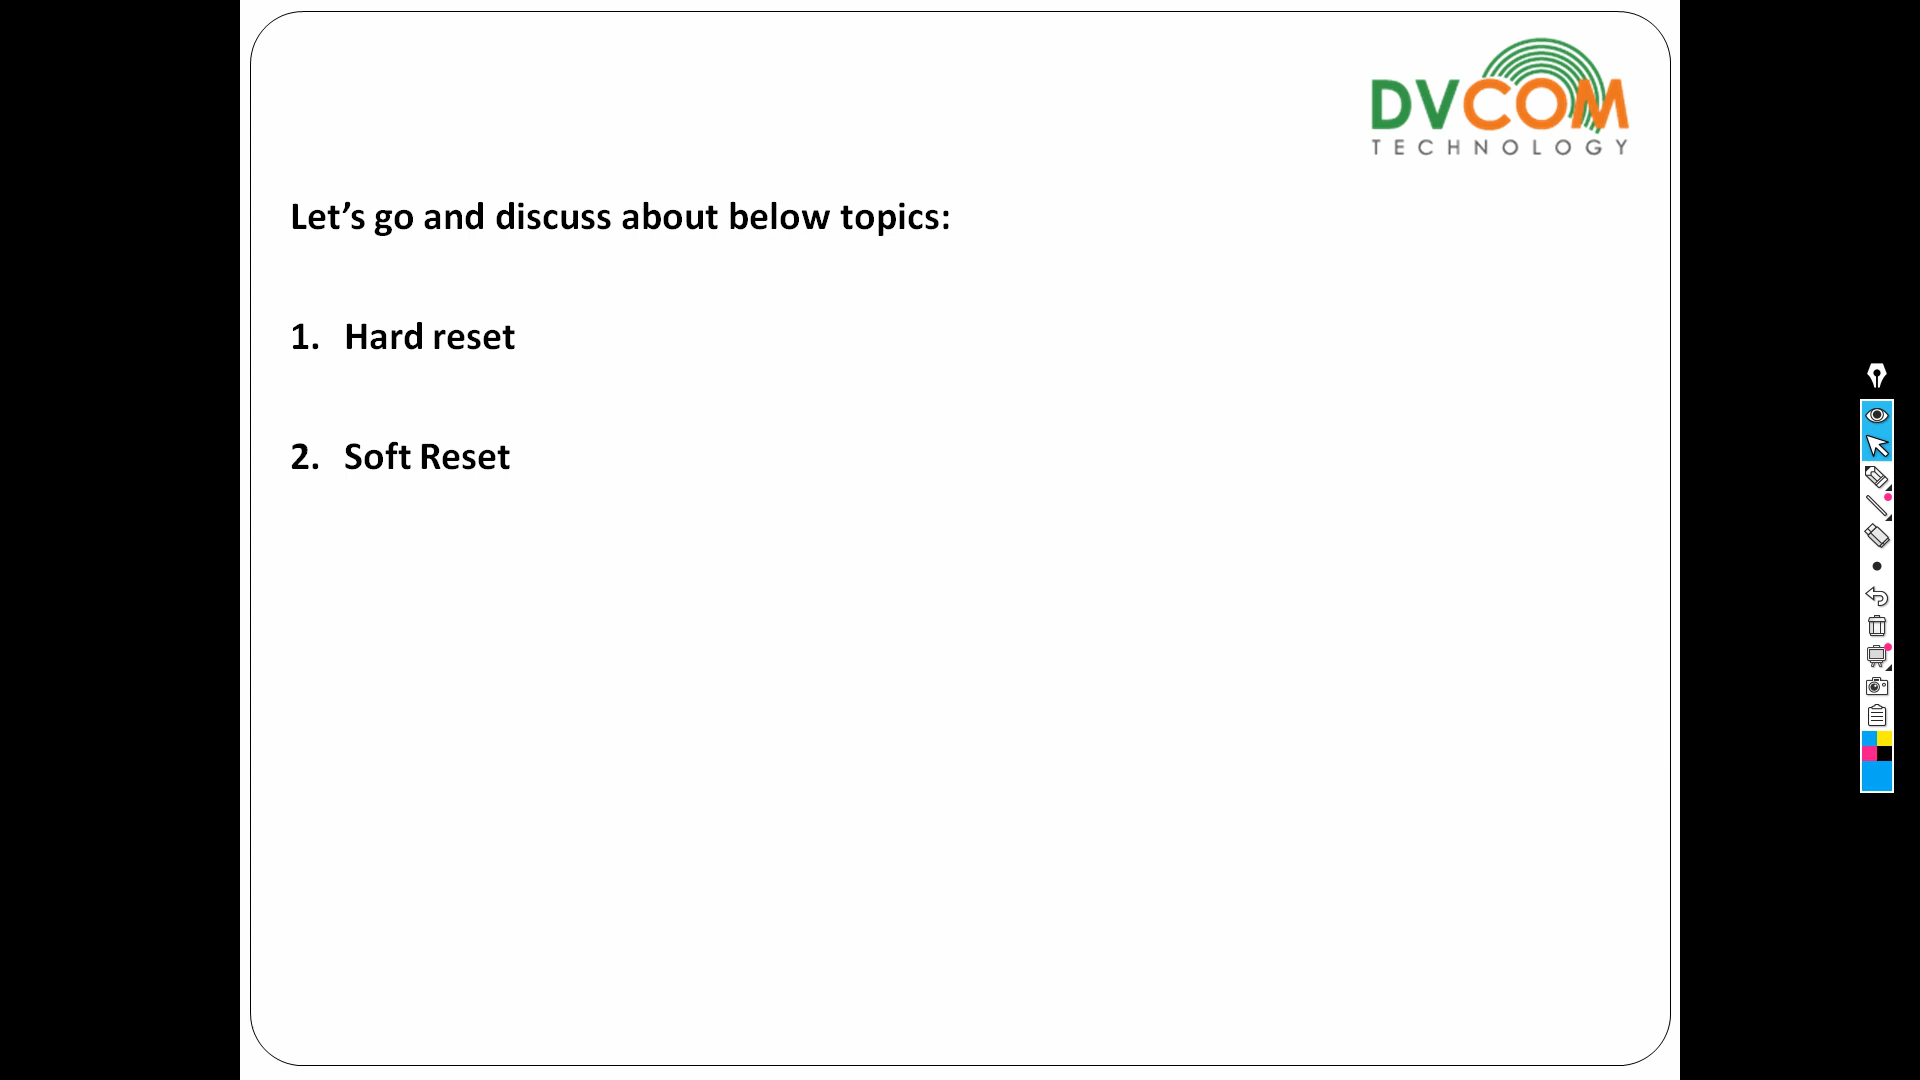 DVCOM
TECHNOLOGY
Let’s go and discuss about below topics:
1. Hard reset
2. Soft Reset